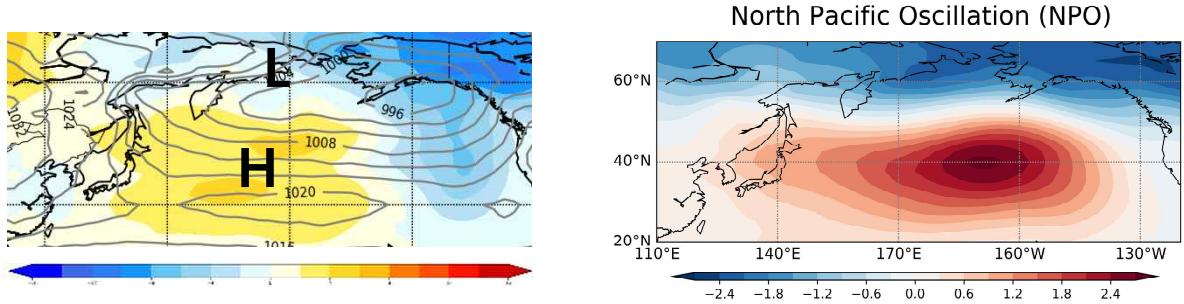 North Pacific Oscillation (NPO)
L
1024
996
1008
H
1020
1016
60°N
40°N
20°N
110°E 140°E 170°E 160°W 130°W
−2.4 −1.8 −1.2 −0.6 0.0 0.6 1.2 1.8 2.4